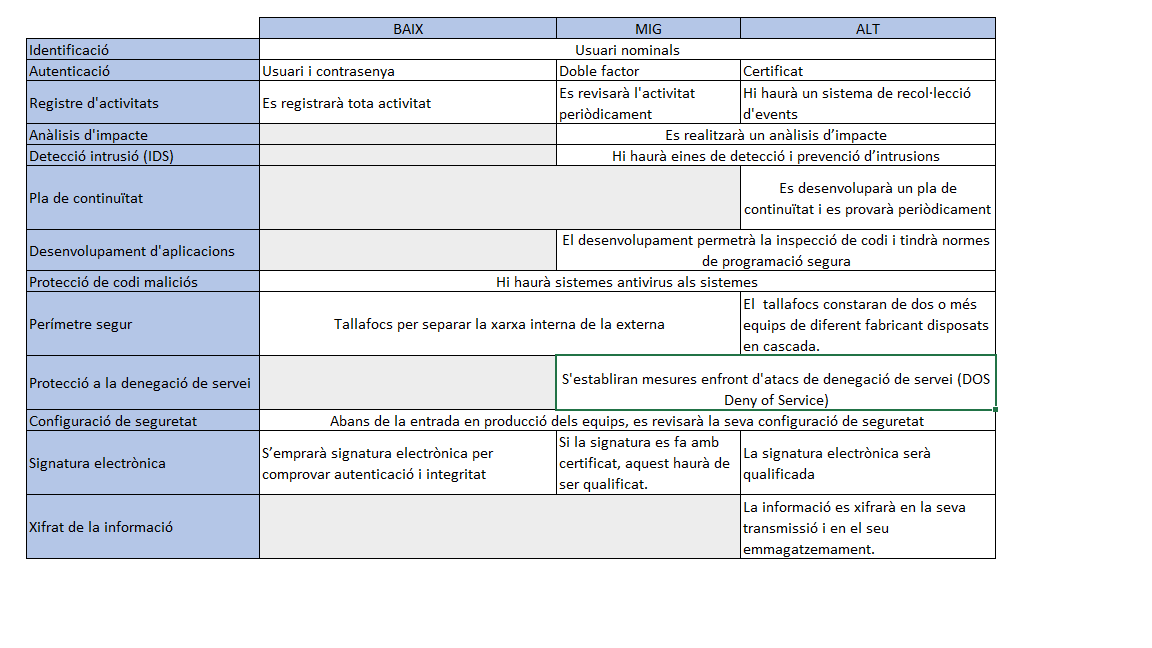 BAIX MIG ALT
Identificació Usuari nominals
Autenticació Usuari i contrasenya Doble factor Certificat
Registre d'activitats Es registrarà tota activitat
Es revisarà l'activitat
periòdicament
Hi haurà un sistema de recol·lecció
d'events
Anàlisis d'impacte Es realitzarà un anàlisis d’impacte
Detecció intrusió (IDS) Hi haurà eines de detecció i prevenció d’intrusions
Pla de continuïtat
Es desenvoluparà un pla de
continuïtat i es provarà periòdicament
Desenvolupament d'aplicacions
El desenvolupament permetrà la inspecció de codi i tindrà normes
de programació segura
Protecció de codi maliciós Hi haurà sistemes antivirus als sistemes
Perímetre segur Tallafocs per separar la xarxa interna de la externa
El  tallafocs constaran de dos o més
equips de diferent fabricant disposats
en cascada.
Protecció a la denegació de servei
S'establiran mesures enfront d'atacs de denegació de servei (DOS
Deny of Service)
Configuració de seguretat Abans de la entrada en producció dels equips, es revisarà la seva configuració de seguretat
Signatura electrònica
S’emprarà signatura electrònica per
comprovar autenticació i integritat
Si la signatura es fa amb
certificat, aquest haurà de
ser qualificat.
La signatura electrònica serà
qualificada
Xifrat de la informació
La informació es xifrarà en la seva
transmissió i en el seu
emmagatzemament.